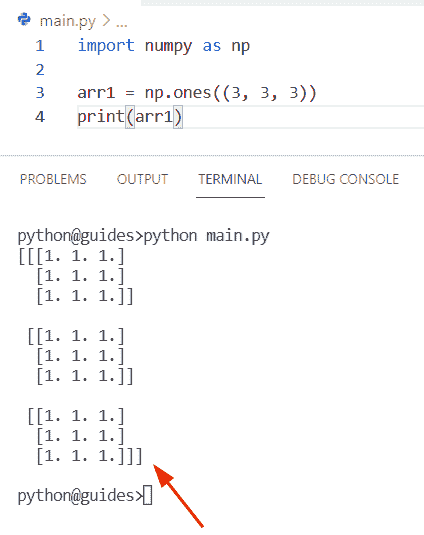 main.py > ...
1 import numpy as np
2
3 arr1 = np.ones((3, 3, 3))
4 print(arr1)
PROBLEMS OUTPUT TERMINAL DEBUG CONSOLE
python@guides>python main.py
[[[1. 1. 1.]
  [1. 1. 1.]
  [1. 1. 1.]]

 [[1. 1. 1.]
  [1. 1. 1.]
  [1. 1. 1.]]

 [[1. 1. 1.]
  [1. 1. 1.]
  [1. 1. 1.]]]

python@guides>